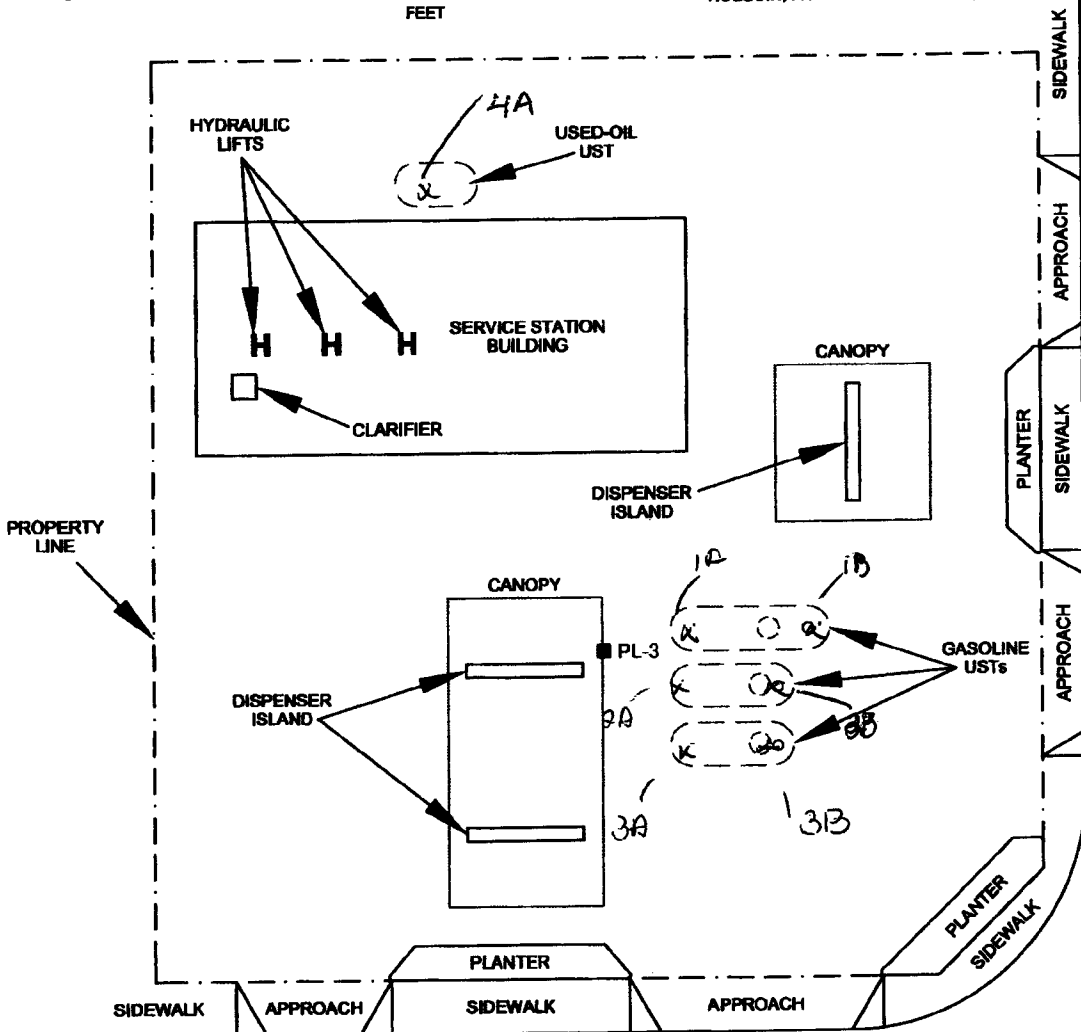 FEET
SIDEWALK
4A
HYDRAULIC
LIFTS
USED-OIL
UST
x
APPROACH
H H H
SERVICE STATION
BUILDING
CANOPY
CLARIFIER
PLANTER
SIDEWALK
DISPENSER
ISLAND
PROPERTY
LINE
1A
1B
CANOPY
PL-3
GASOLINE
USTs
APPROACH
DISPENSER
ISLAND
2A
3A
3B
PLANTER
SIDEWALK
PLANTER
SIDEWALK
APPROACH
SIDEWALK
APPROACH